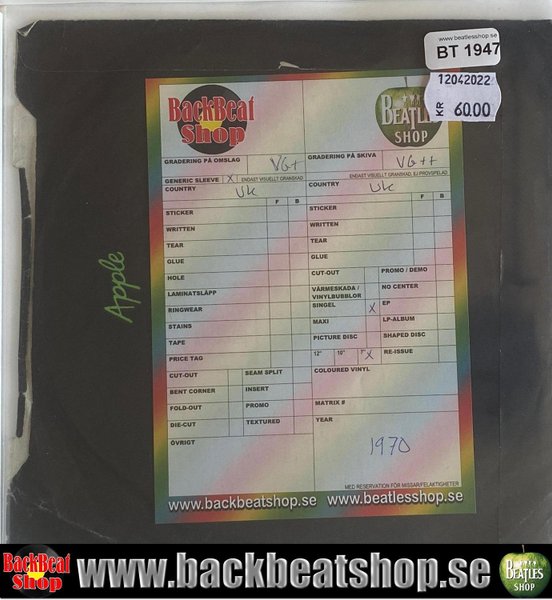 www.beatlesshop.se
BT 1947
12042022
KR 60.00
BackBeat
Shop
BEATLES
SHOP
GRADERING PÅ OMSLAG VG+
GRADERING PÅ SKIVA VG++
GENERIC SLEEVE X ENDAST VISUELLT GRANSKAD
ENDAST VISUELLT GRANSKAD, EJ PROVSPELAD
COUNTRY UK
F B
COUNTRY UK
F B
STICKER
WRITTEN
TEAR
GLUE
HOLE
LAMINATSLÄPP
RINGWEAR
STAINS
TAPE
PRICE TAG
CUT-OUT SEAM SPLIT
BENT CORNER INSERT
FOLD-OUT PROMO
DIE-CUT TEXTURED
ÖVRIGT
STICKER
WRITTEN
TEAR
GLUE
CUT-OUT PROMO / DEMO
VÄRMESKADA / VINYLBUBBLOR NO CENTER
SINGEL X EP
MAXI LP-ALBUM
PICTURE DISC SHAPED DISC
12" 10" 7" X RE-ISSUE
COLOURED VINYL
MATRIX #
YEAR
1970
MED RESERVATION FÖR MISSAR/FELAKTIGHETER
www.backbeatshop.se www.beatlesshop.se
Apple
BackBeat
Shop
www.backbeatshop.se
BEATLES
SHOP